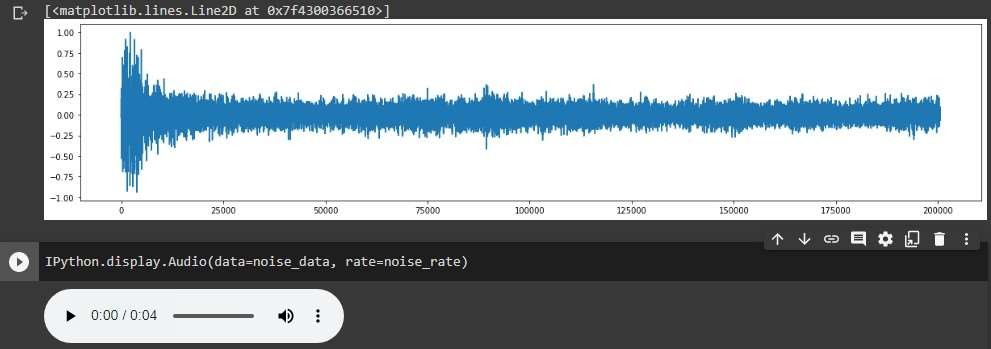 [<matplotlib.lines.Line2D at 0x7f4300366510>]
1.00
0.75
0.50
0.25
0.00
−0.25
−0.50
−0.75
−1.00
0 25000 50000 75000 100000 125000 150000 175000 200000
IPython.display.Audio(data=noise_data, rate=noise_rate)
0:00 / 0:04